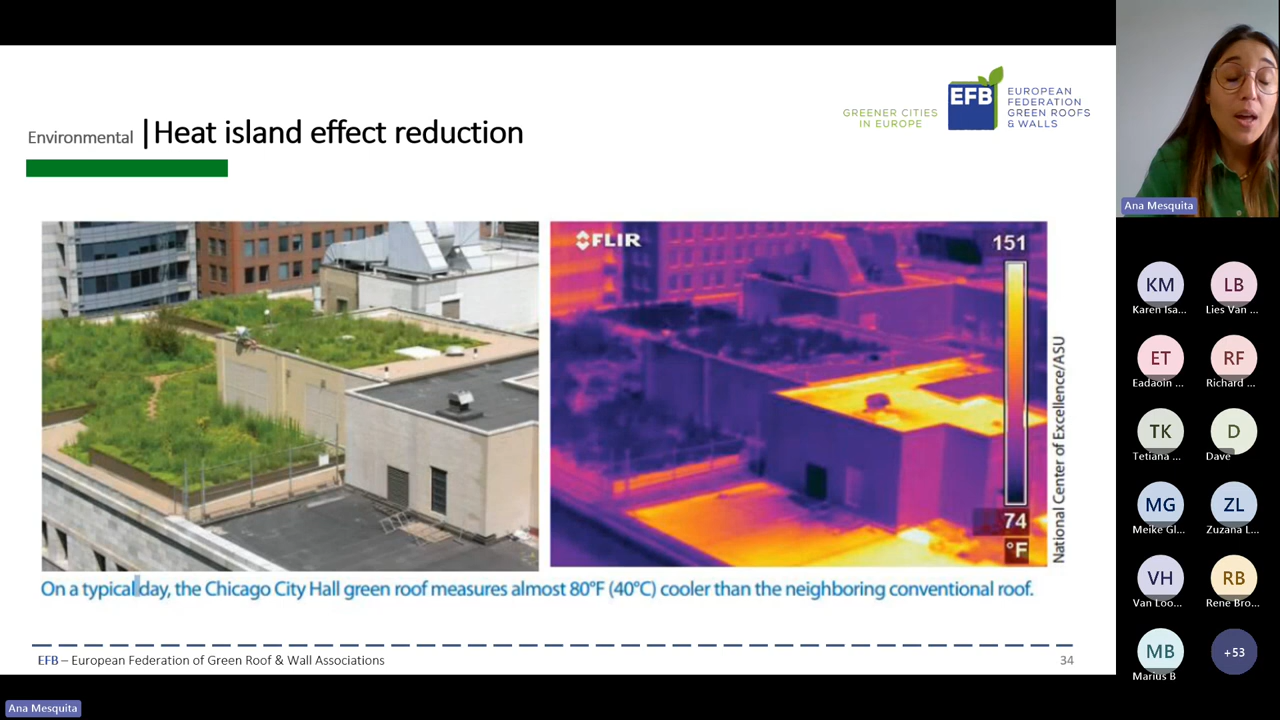 Environmental | Heat island effect reduction
GREENER CITIES
IN EUROPE
EFB
EUROPEAN
FEDERATION
GREEN ROOFS
& WALLS
FLIR
151
74
°F
National Center of Excellence/ASU
On a typical day, the Chicago City Hall green roof measures almost 80°F (40°C) cooler than the neighboring conventional roof.
EFB – European Federation of Green Roof & Wall Associations
34
Ana Mesquita
KM
Karen Isa...
LB
Lies Van ...
ET
Eadaoin ...
RF
Richard ...
TK
Tetiana ...
D
Dave
MG
Meike Gl...
ZL
Zuzana L...
VH
Van Loo...
RB
Rene Bro...
MB
Marius B
+53
Ana Mesquita